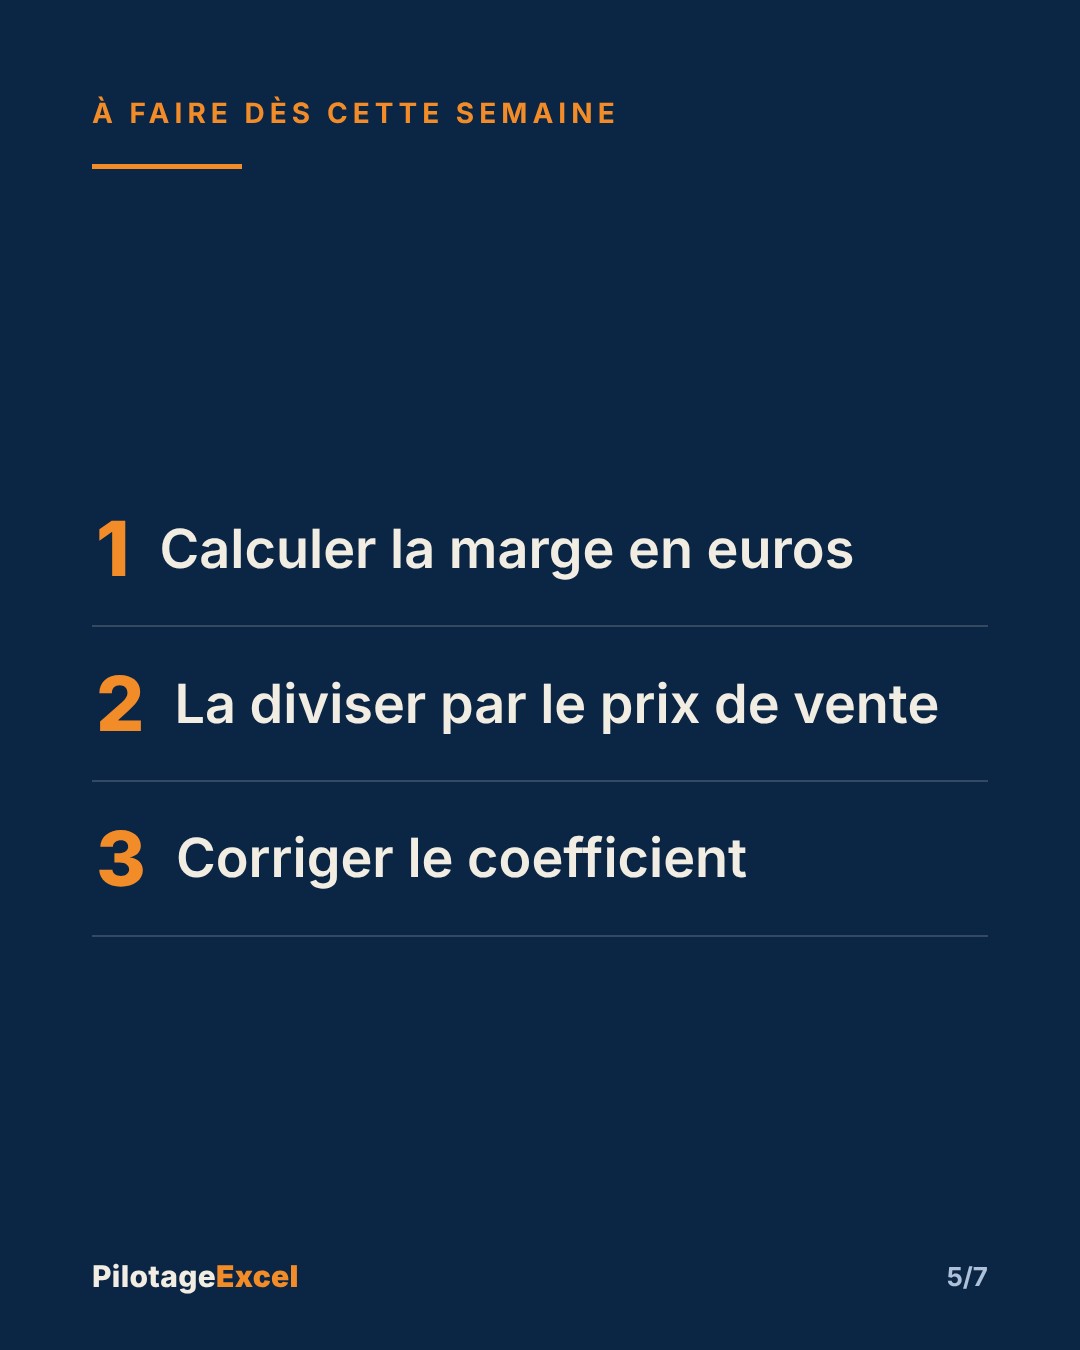 À FAIRE DÈS CETTE SEMAINE
1 Calculer la marge en euros
2 La diviser par le prix de vente
3 Corriger le coefficient
PilotageExcel
5/7